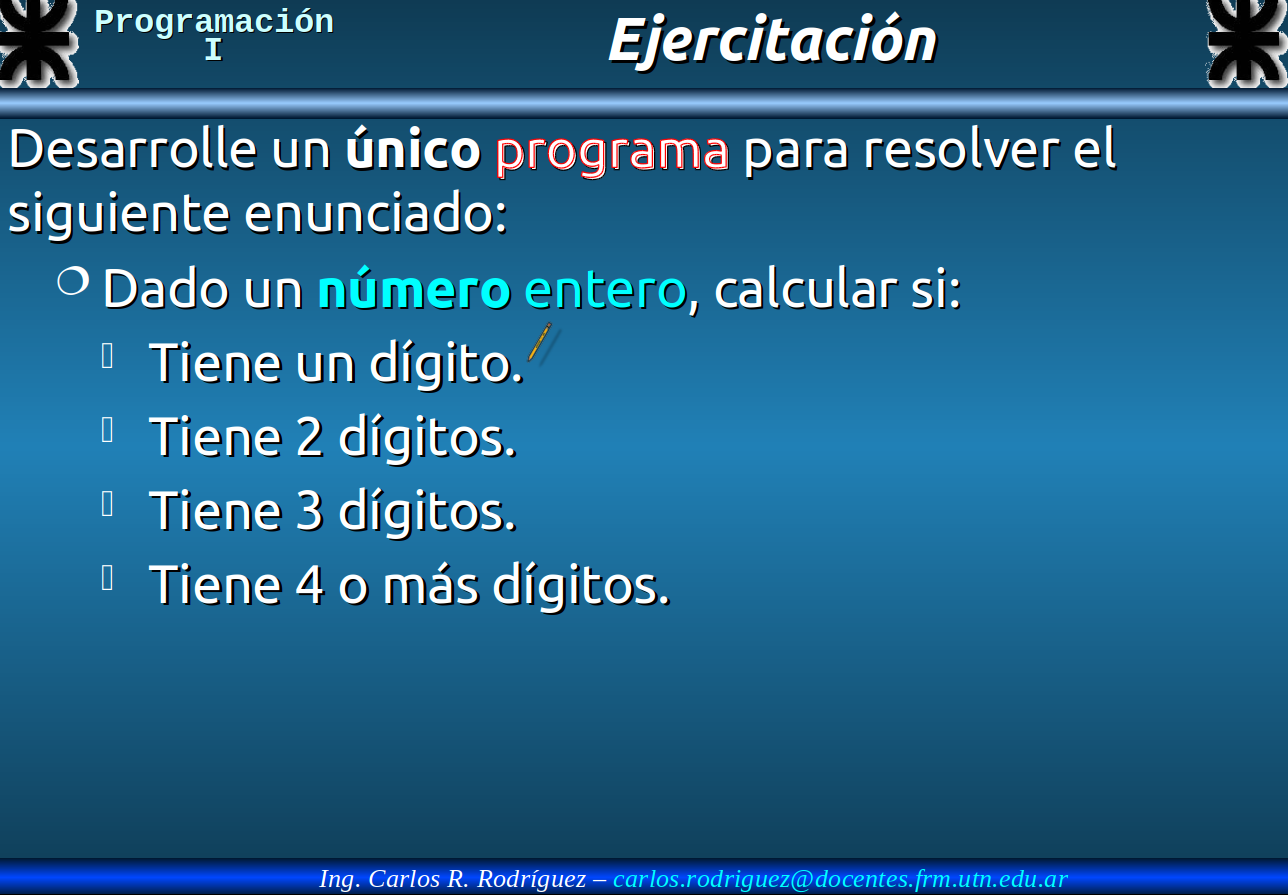 Programación
I
Ejercitación
Desarrolle un único programa para resolver el
siguiente enunciado:
Dado un número entero, calcular si:
Tiene un dígito.
Tiene 2 dígitos.
Tiene 3 dígitos.
Tiene 4 o más dígitos.
Ing. Carlos R. Rodríguez – carlos.rodriguez@docentes.frm.utn.edu.ar